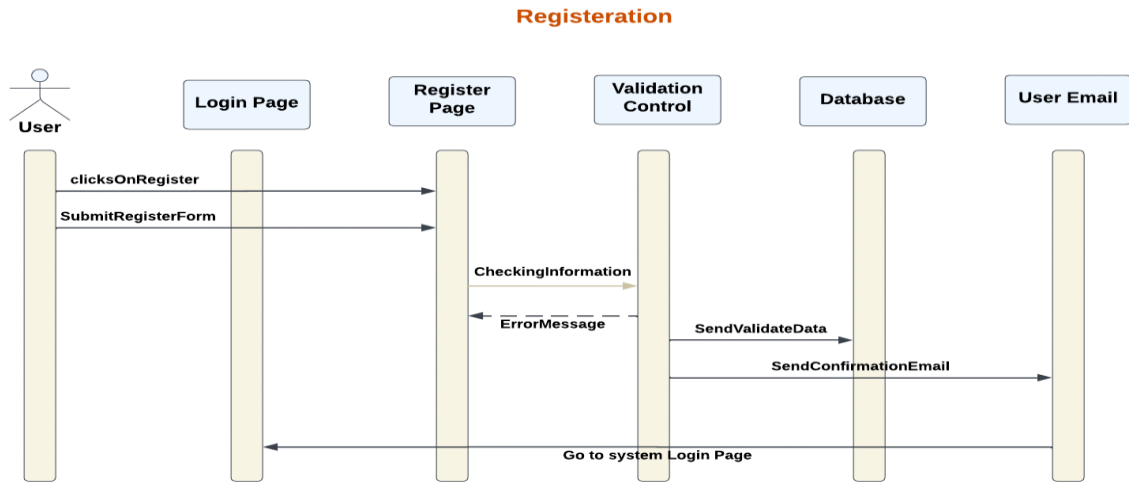 Registeration
User
Login Page
Register
Page
Validation
Control
Database
User Email
clicksOnRegister
SubmitRegisterForm
CheckingInformation
ErrorMessage
SendValidateData
SendConfirmationEmail
Go to system Login Page